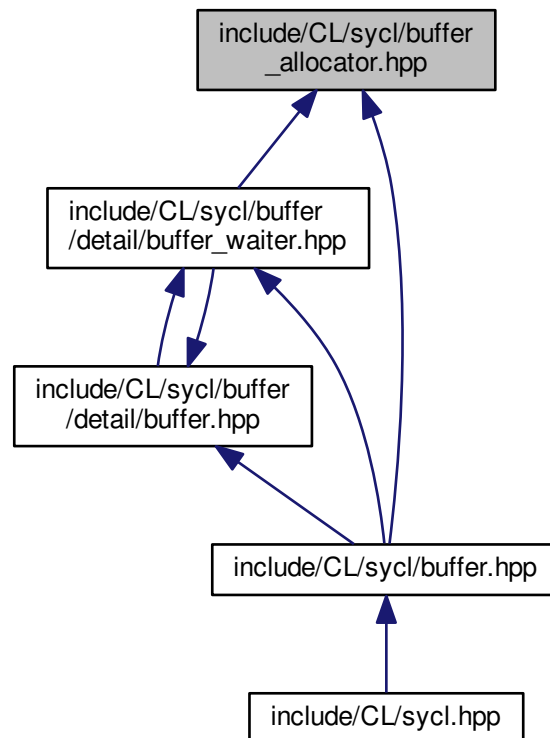 include/CL/sycl/buffer
_allocator.hpp
include/CL/sycl/buffer
/detail/buffer_waiter.hpp
include/CL/sycl/buffer
/detail/buffer.hpp
include/CL/sycl/buffer.hpp
include/CL/sycl.hpp